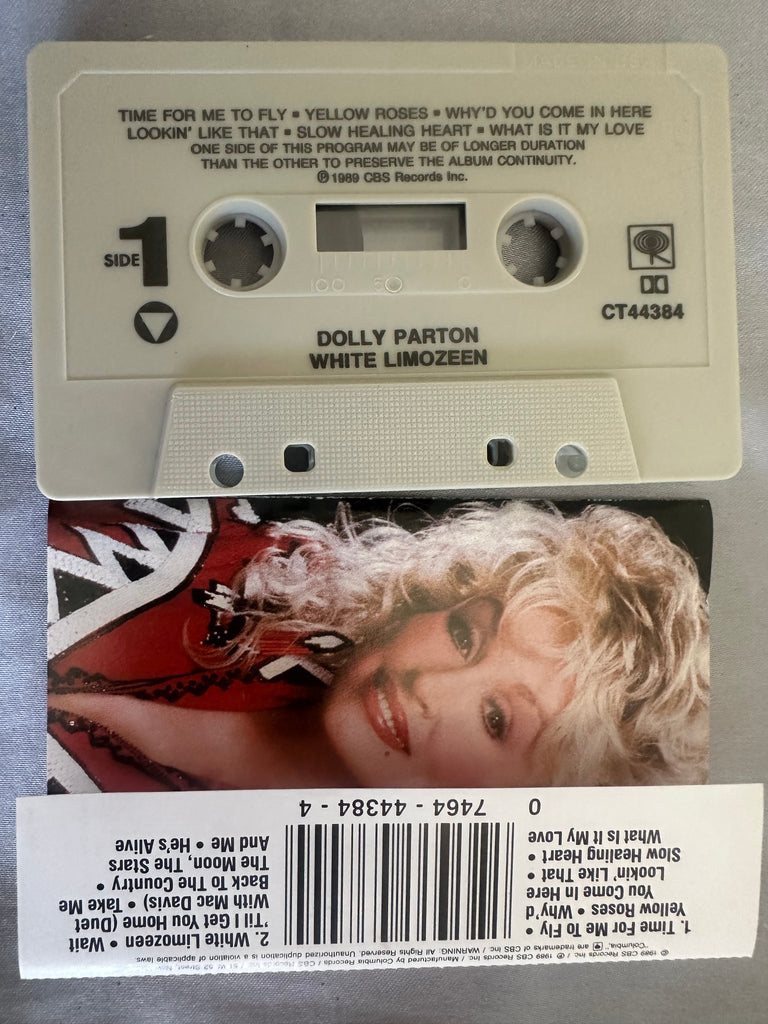 TIME FOR ME TO FLY ▪ YELLOW ROSES ▪ WHY'D YOU COME IN HERE
LOOKIN' LIKE THAT ▪ SLOW HEALING HEART ▪ WHAT IS IT MY LOVE
ONE SIDE OF THIS PROGRAM MAY BE OF LONGER DURATION
THAN THE OTHER TO PRESERVE THE ALBUM CONTINUITY.
℗ 1989 CBS Records Inc.
SIDE 1
100 50 0
CT44384
DOLLY PARTON
WHITE LIMOZEEN
0 7464-44384-4
1. Time For Me To Fly •
Yellow Roses • Why'd
You Come In Here
Lookin' Like That •
Slow Healing Heart •
What Is It My Love
2. White Limozeen • Wait
'Til I Get You Home (Duet
With Mac Davis) • Take Me
Back To The Country •
The Moon, The Stars
And Me • He's Alive
© 1989 CBS Records Inc. / ℗ 1989 CBS Records Inc. / Manufactured by Columbia Records / 51 W. 52 Street, New
"Columbia," are trademarks of CBS Inc. / WARNING: All Rights Reserved. Unauthorized duplication is a violation of applicable laws.